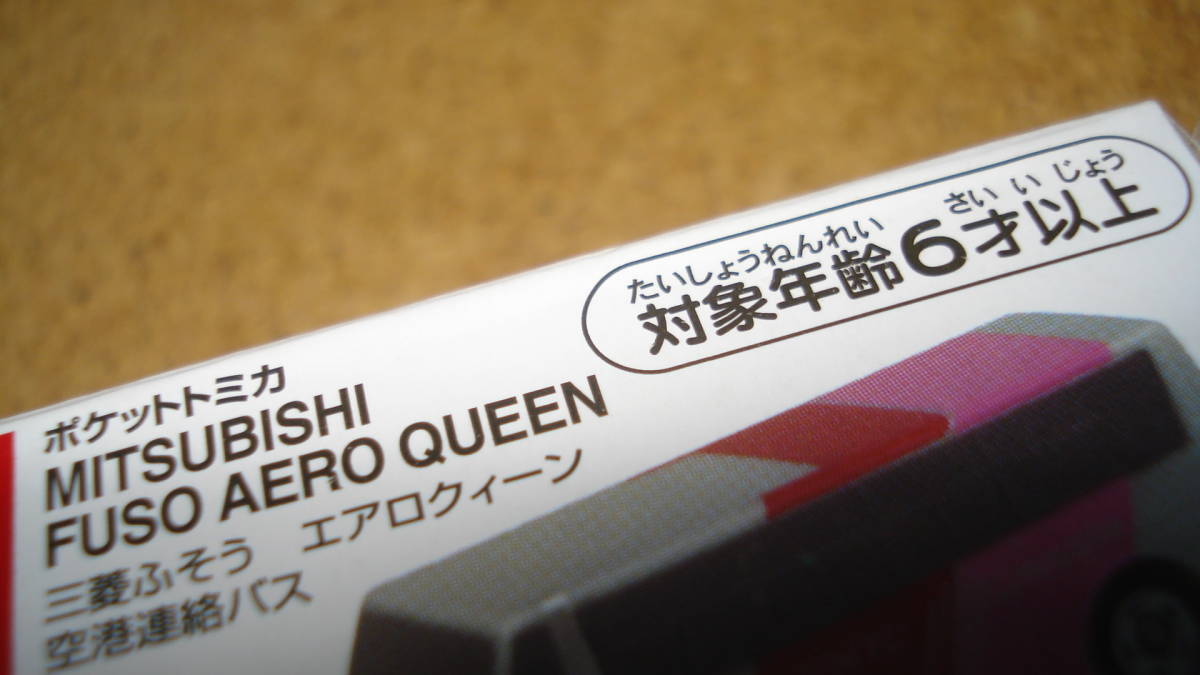 たいしょうねんれい さい い じょう
対象年齢6才以上
ポケットトミカ
MITSUBISHI
FUSO AERO QUEEN
三菱ふそう エアロクィーン
空港連絡バス